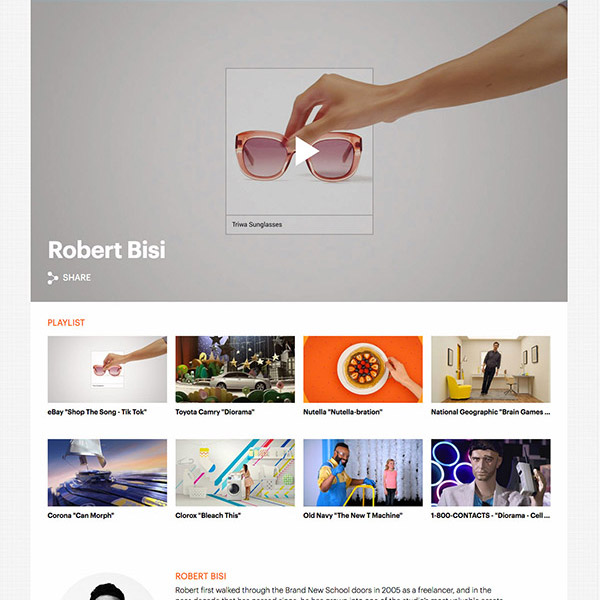 Triwa Sunglasses
Robert Bisi
SHARE
PLAYLIST
eBay "Shop The Song - Tik Tok"
Toyota Camry "Diorama"
Nutella "Nutella-bration"
National Geographic "Brain Games ...
Corona "Can Morph"
Clorox "Bleach This"
Old Navy "The New T Machine"
1-800-CONTACTS - "Diorama - Cell ...
ROBERT BISI
Robert first walked through the Brand New School doors in 2005 as a freelancer, and in the